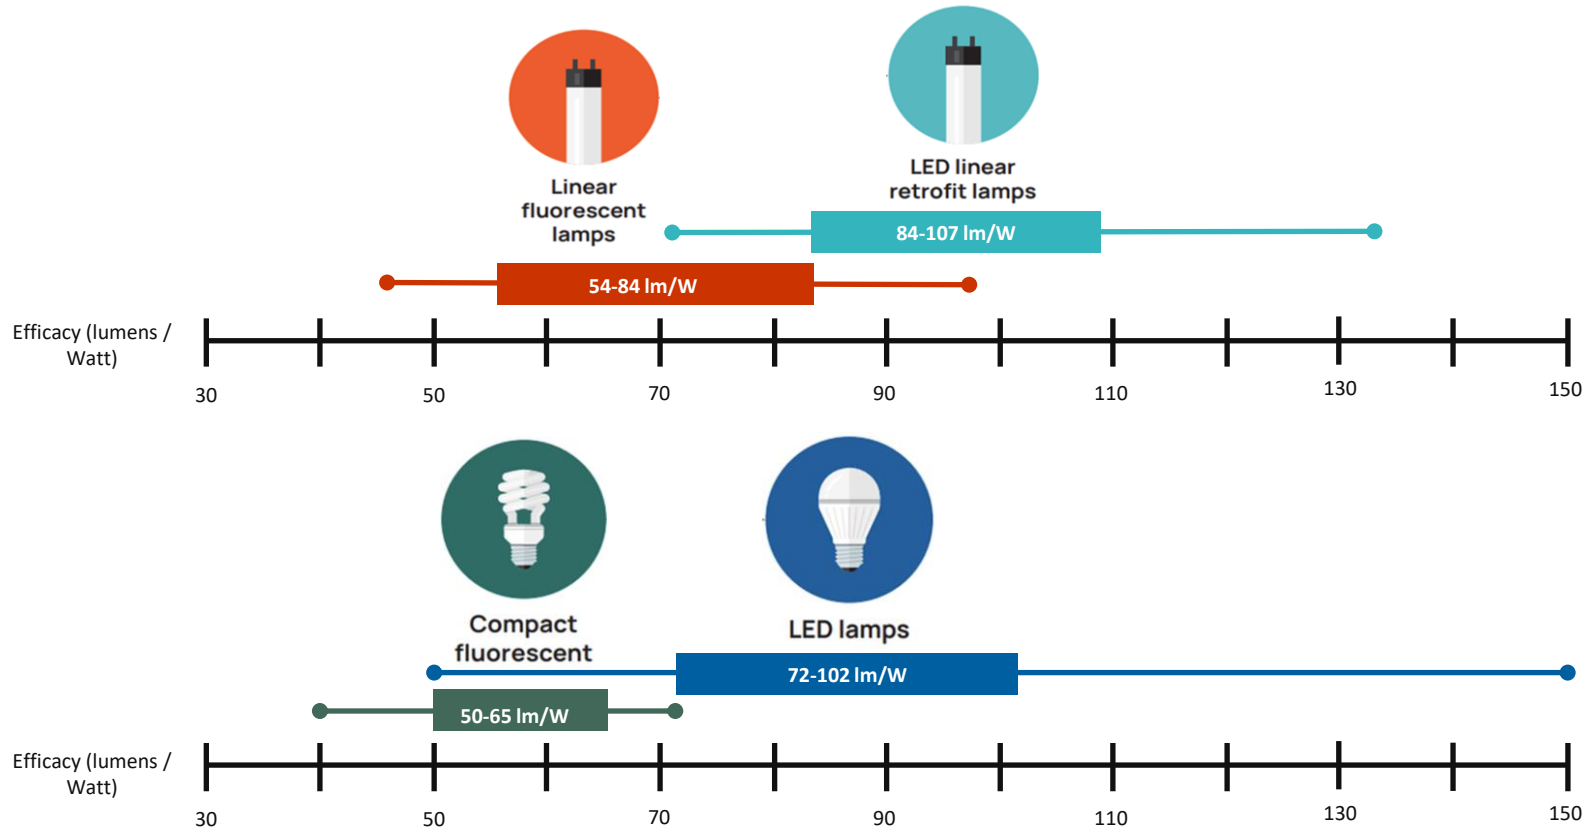 LED linear
retrofit lamps
Linear
fluorescent
lamps
84-107 lm/W
54-84 lm/W
Efficacy (lumens /
Watt)
30
50
70
90
110
130
150
Compact
fluorescent
LED lamps
72-102 lm/W
50-65 lm/W
Efficacy (lumens /
Watt)
30
50
70
90
110
130
150